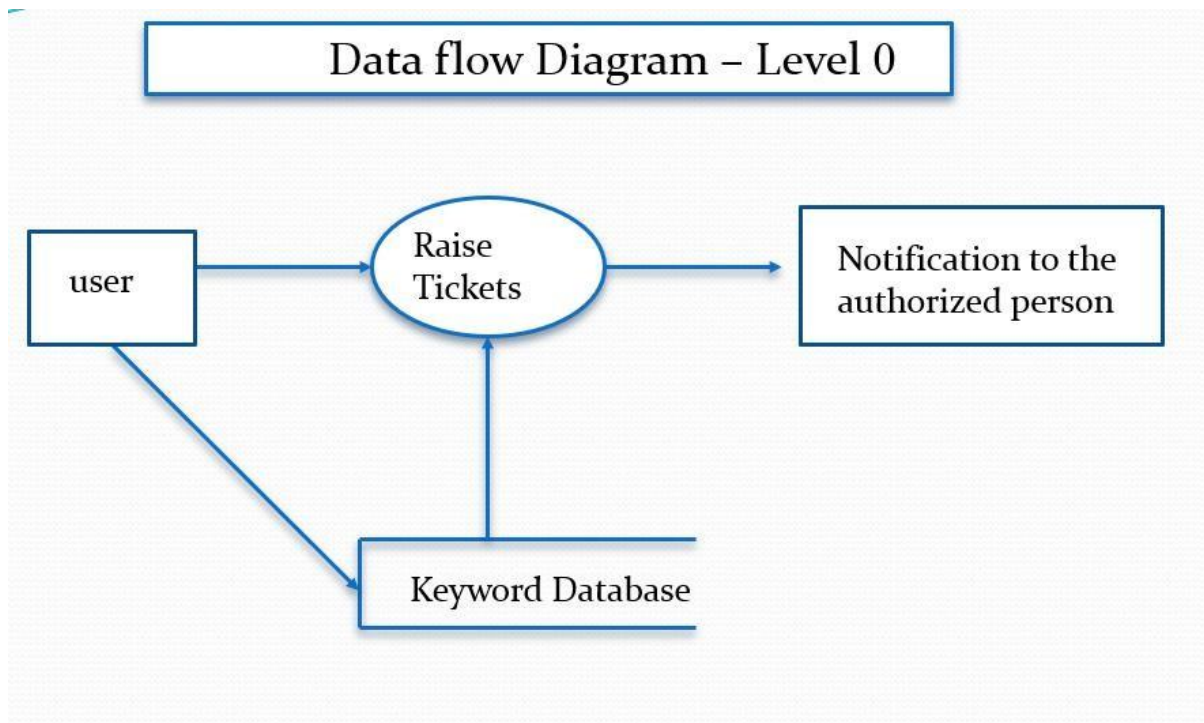 Data flow Diagram – Level 0
user
Raise
Tickets
Notification to the
authorized person
Keyword Database